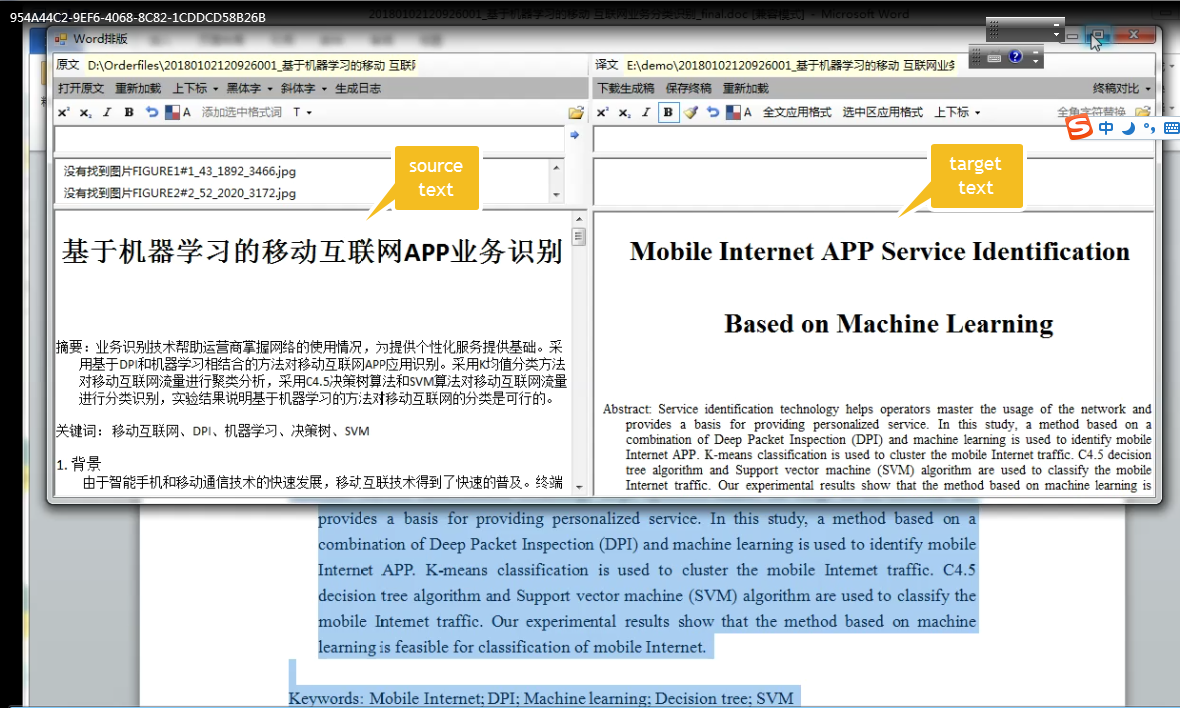 954A44C2-9EF6-4068-8C82-1CDDCD58B26B
20180102120926001_基于机器学习的移动 互联网业务分类识别_final.doc [兼容模式] - Microsoft Word
Word排版
原文 D:\Orderfiles\20180102120926001_基于机器学习的移动 互联
译文 E:\demo\20180102120926001_基于机器学习的移动 互联网业务
打开原文 重新加载 上下标 黑体字 斜体字 生成日志
下载生成稿 保存终稿 重新加载 终稿对比
x² x₂ I B A 添加选中格式词 T
x² x₂ I B A 全文应用格式 选中区应用格式 上下标 全角字符替换
中
没有找到图片FIGURE1#1_43_1892_3466.jpg
没有找到图片FIGURE2#2_52_2020_3172.jpg
source
text
target
text
基于机器学习的移动互联网APP业务识别
摘要：业务识别技术帮助运营商掌握网络的使用情况，为提供个性化服务提供基础。采
用基于DPI和机器学习相结合的方法对移动互联网APP应用识别。采用K均值分类方法
对移动互联网流量进行聚类分析，采用C4.5决策树算法和SVM算法对移动互联网流量
进行分类识别，实验结果说明基于机器学习的方法对移动互联网的分类是可行的。
关键词：移动互联网、DPI、机器学习、决策树、SVM
1. 背景
由于智能手机和移动通信技术的快速发展，移动互联技术得到了快速的普及。终端
Mobile Internet APP Service Identification
Based on Machine Learning
Abstract: Service identification technology helps operators master the usage of the network and
provides a basis for providing personalized service. In this study, a method based on a
combination of Deep Packet Inspection (DPI) and machine learning is used to identify mobile
Internet APP. K-means classification is used to cluster the mobile Internet traffic. C4.5 decision
tree algorithm and Support vector machine (SVM) algorithm are used to classify the mobile
Internet traffic. Our experimental results show that the method based on machine learning is
provides a basis for providing personalized service. In this study, a method based on a
combination of Deep Packet Inspection (DPI) and machine learning is used to identify mobile
Internet APP. K-means classification is used to cluster the mobile Internet traffic. C4.5
decision tree algorithm and Support vector machine (SVM) algorithm are used to classify the
mobile Internet traffic. Our experimental results show that the method based on machine
learning is feasible for classification of mobile Internet.
Keywords: Mobile Internet; DPI; Machine learning; Decision tree; SVM